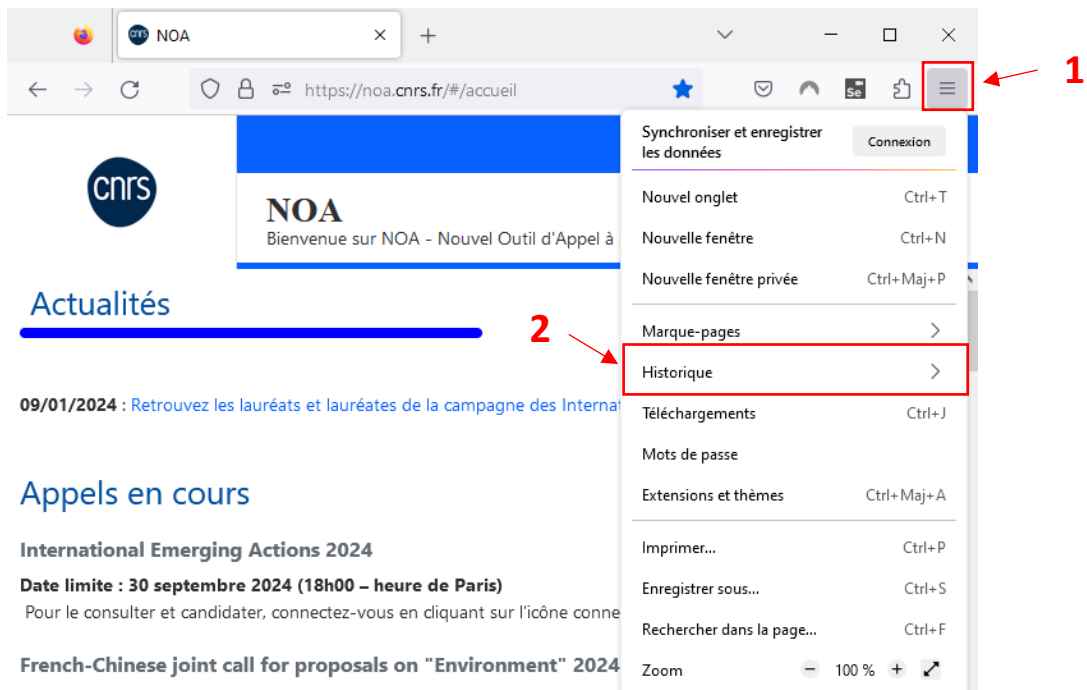 NOA
1
https://noa.cnrs.fr/#/accueil
Se
cnrs
NOA
Bienvenue sur NOA - Nouvel Outil d'Appel à
Actualités
09/01/2024 : Retrouvez les lauréats et lauréates de la campagne des Internat
Appels en cours
International Emerging Actions 2024
Date limite : 30 septembre 2024 (18h00 – heure de Paris)
Pour le consulter et candidater, connectez-vous en cliquant sur l'icône conne
French-Chinese joint call for proposals on "Environment" 2024
2
Synchroniser et enregistrer
les données
Connexion
Nouvel onglet Ctrl+T
Nouvelle fenêtre Ctrl+N
Nouvelle fenêtre privée Ctrl+Maj+P
Marque-pages
Historique
Téléchargements Ctrl+J
Mots de passe
Extensions et thèmes Ctrl+Maj+A
Imprimer... Ctrl+P
Enregistrer sous... Ctrl+S
Rechercher dans la page... Ctrl+F
Zoom − 100 % +